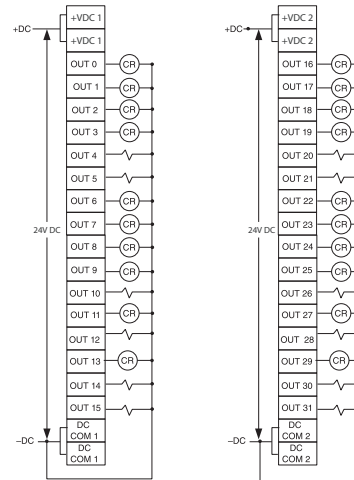 +DC
+VDC 1
+VDC 1
OUT 0 CR
OUT 1 CR
OUT 2 CR
OUT 3 CR
OUT 4
OUT 5
OUT 6 CR
OUT 7 CR
24V DC
OUT 8 CR
OUT 9 CR
OUT 10
OUT 11 CR
OUT 12
OUT 13 CR
OUT 14
OUT 15
–DC
DC
COM 1
DC
COM 1
+DC
+VDC 2
+VDC 2
OUT 16 CR
OUT 17 CR
OUT 18 CR
OUT 19 CR
OUT 20
OUT 21
OUT 22 CR
OUT 23 CR
24V DC
OUT 24 CR
OUT 25 CR
OUT 26
OUT 27 CR
OUT 28
OUT 29 CR
OUT 30
OUT 31
–DC
DC
COM 2
DC
COM 2